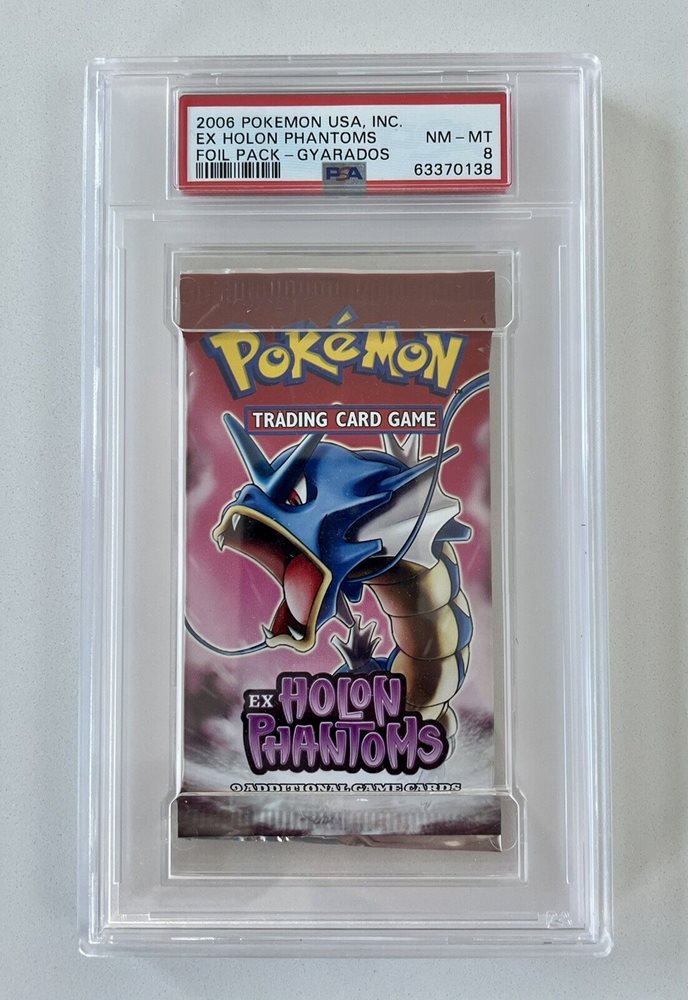 2006 POKEMON USA, INC.
EX HOLON PHANTOMS NM - MT
FOIL PACK - GYARADOS 8
PSA 63370138
POKéMON
TRADING CARD GAME
EX HOLON
PHANTOMS
9 ADDITIONAL GAME CARDS